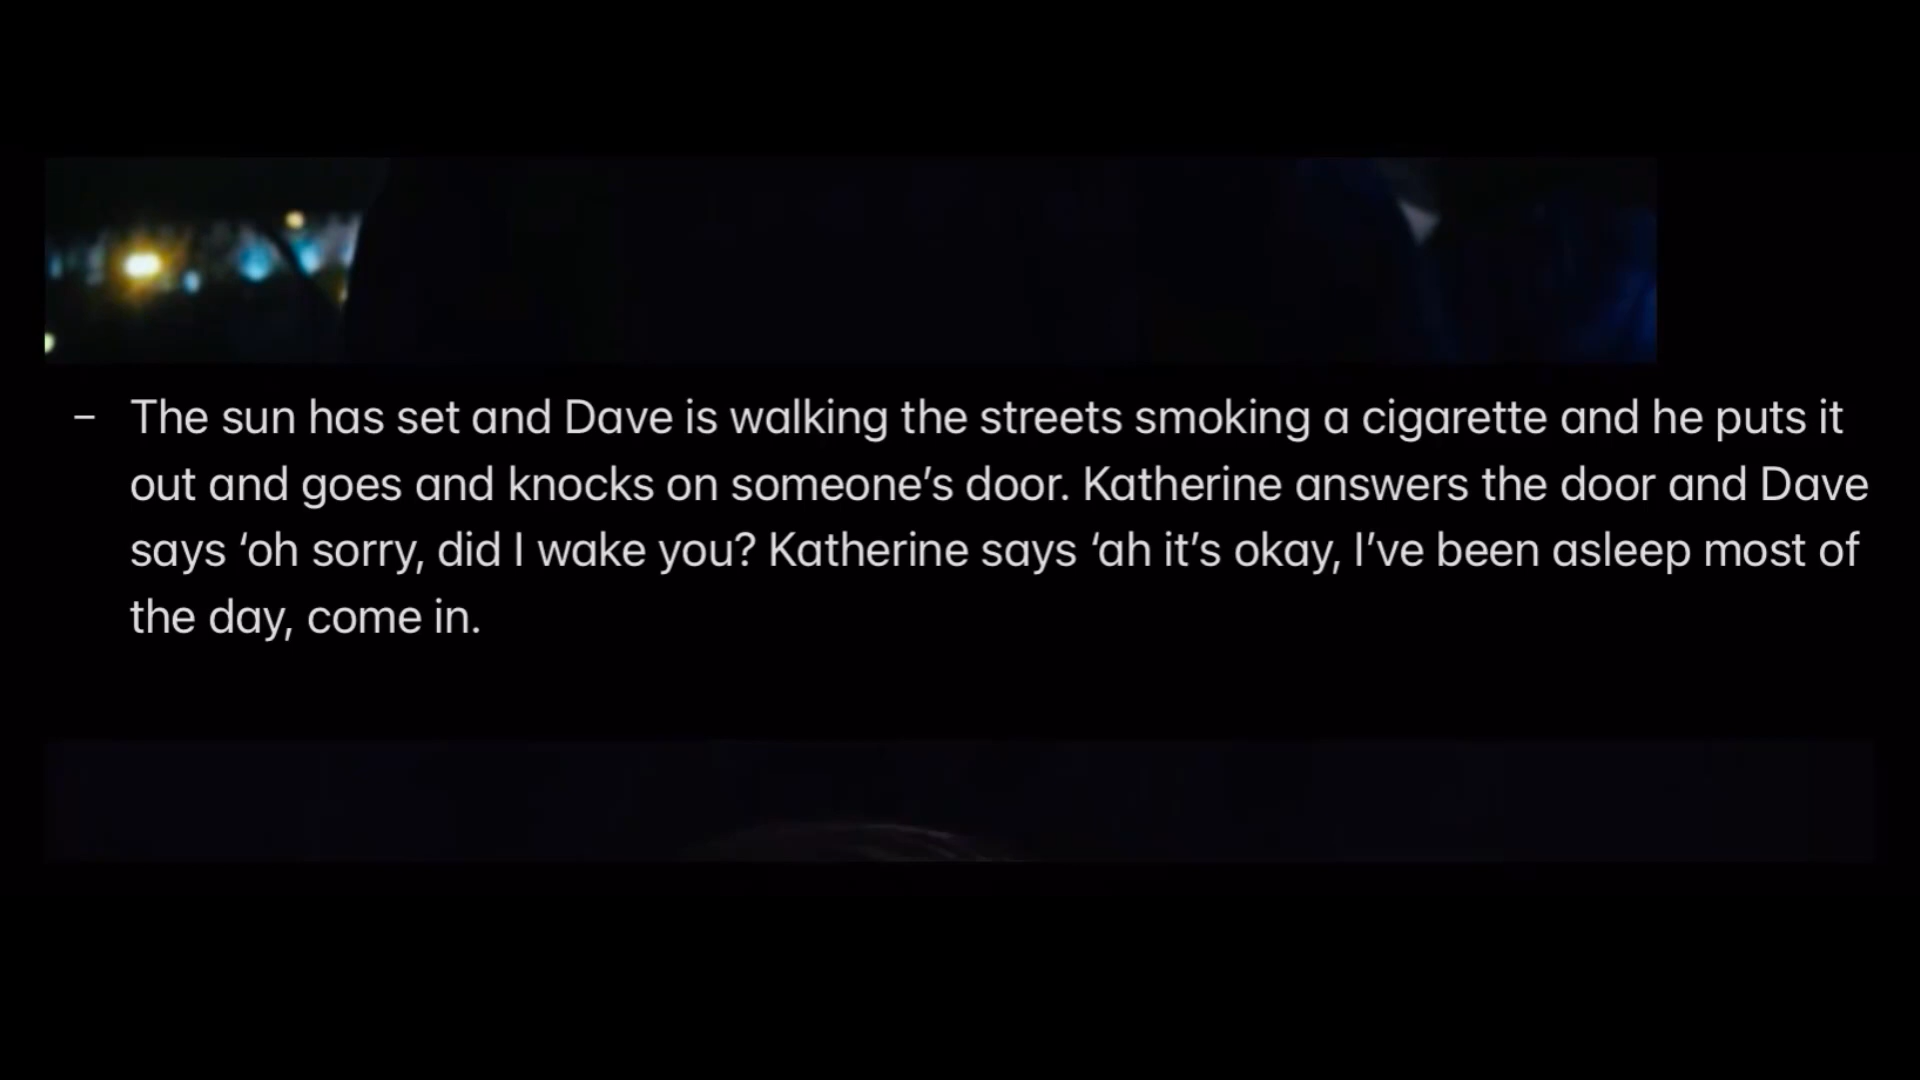 – The sun has set and Dave is walking the streets smoking a cigarette and he puts it
out and goes and knocks on someone’s door. Katherine answers the door and Dave
says ‘oh sorry, did I wake you? Katherine says ‘ah it’s okay, I’ve been asleep most of
the day, come in.